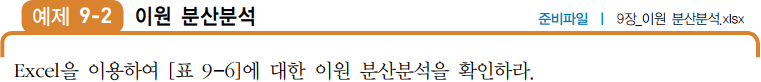 예제 9-2 이원 분산분석 준비파일 | 9장_이원 분산분석.xlsx
Excel을 이용하여 [표 9-6]에 대한 이원 분산분석을 확인하라.